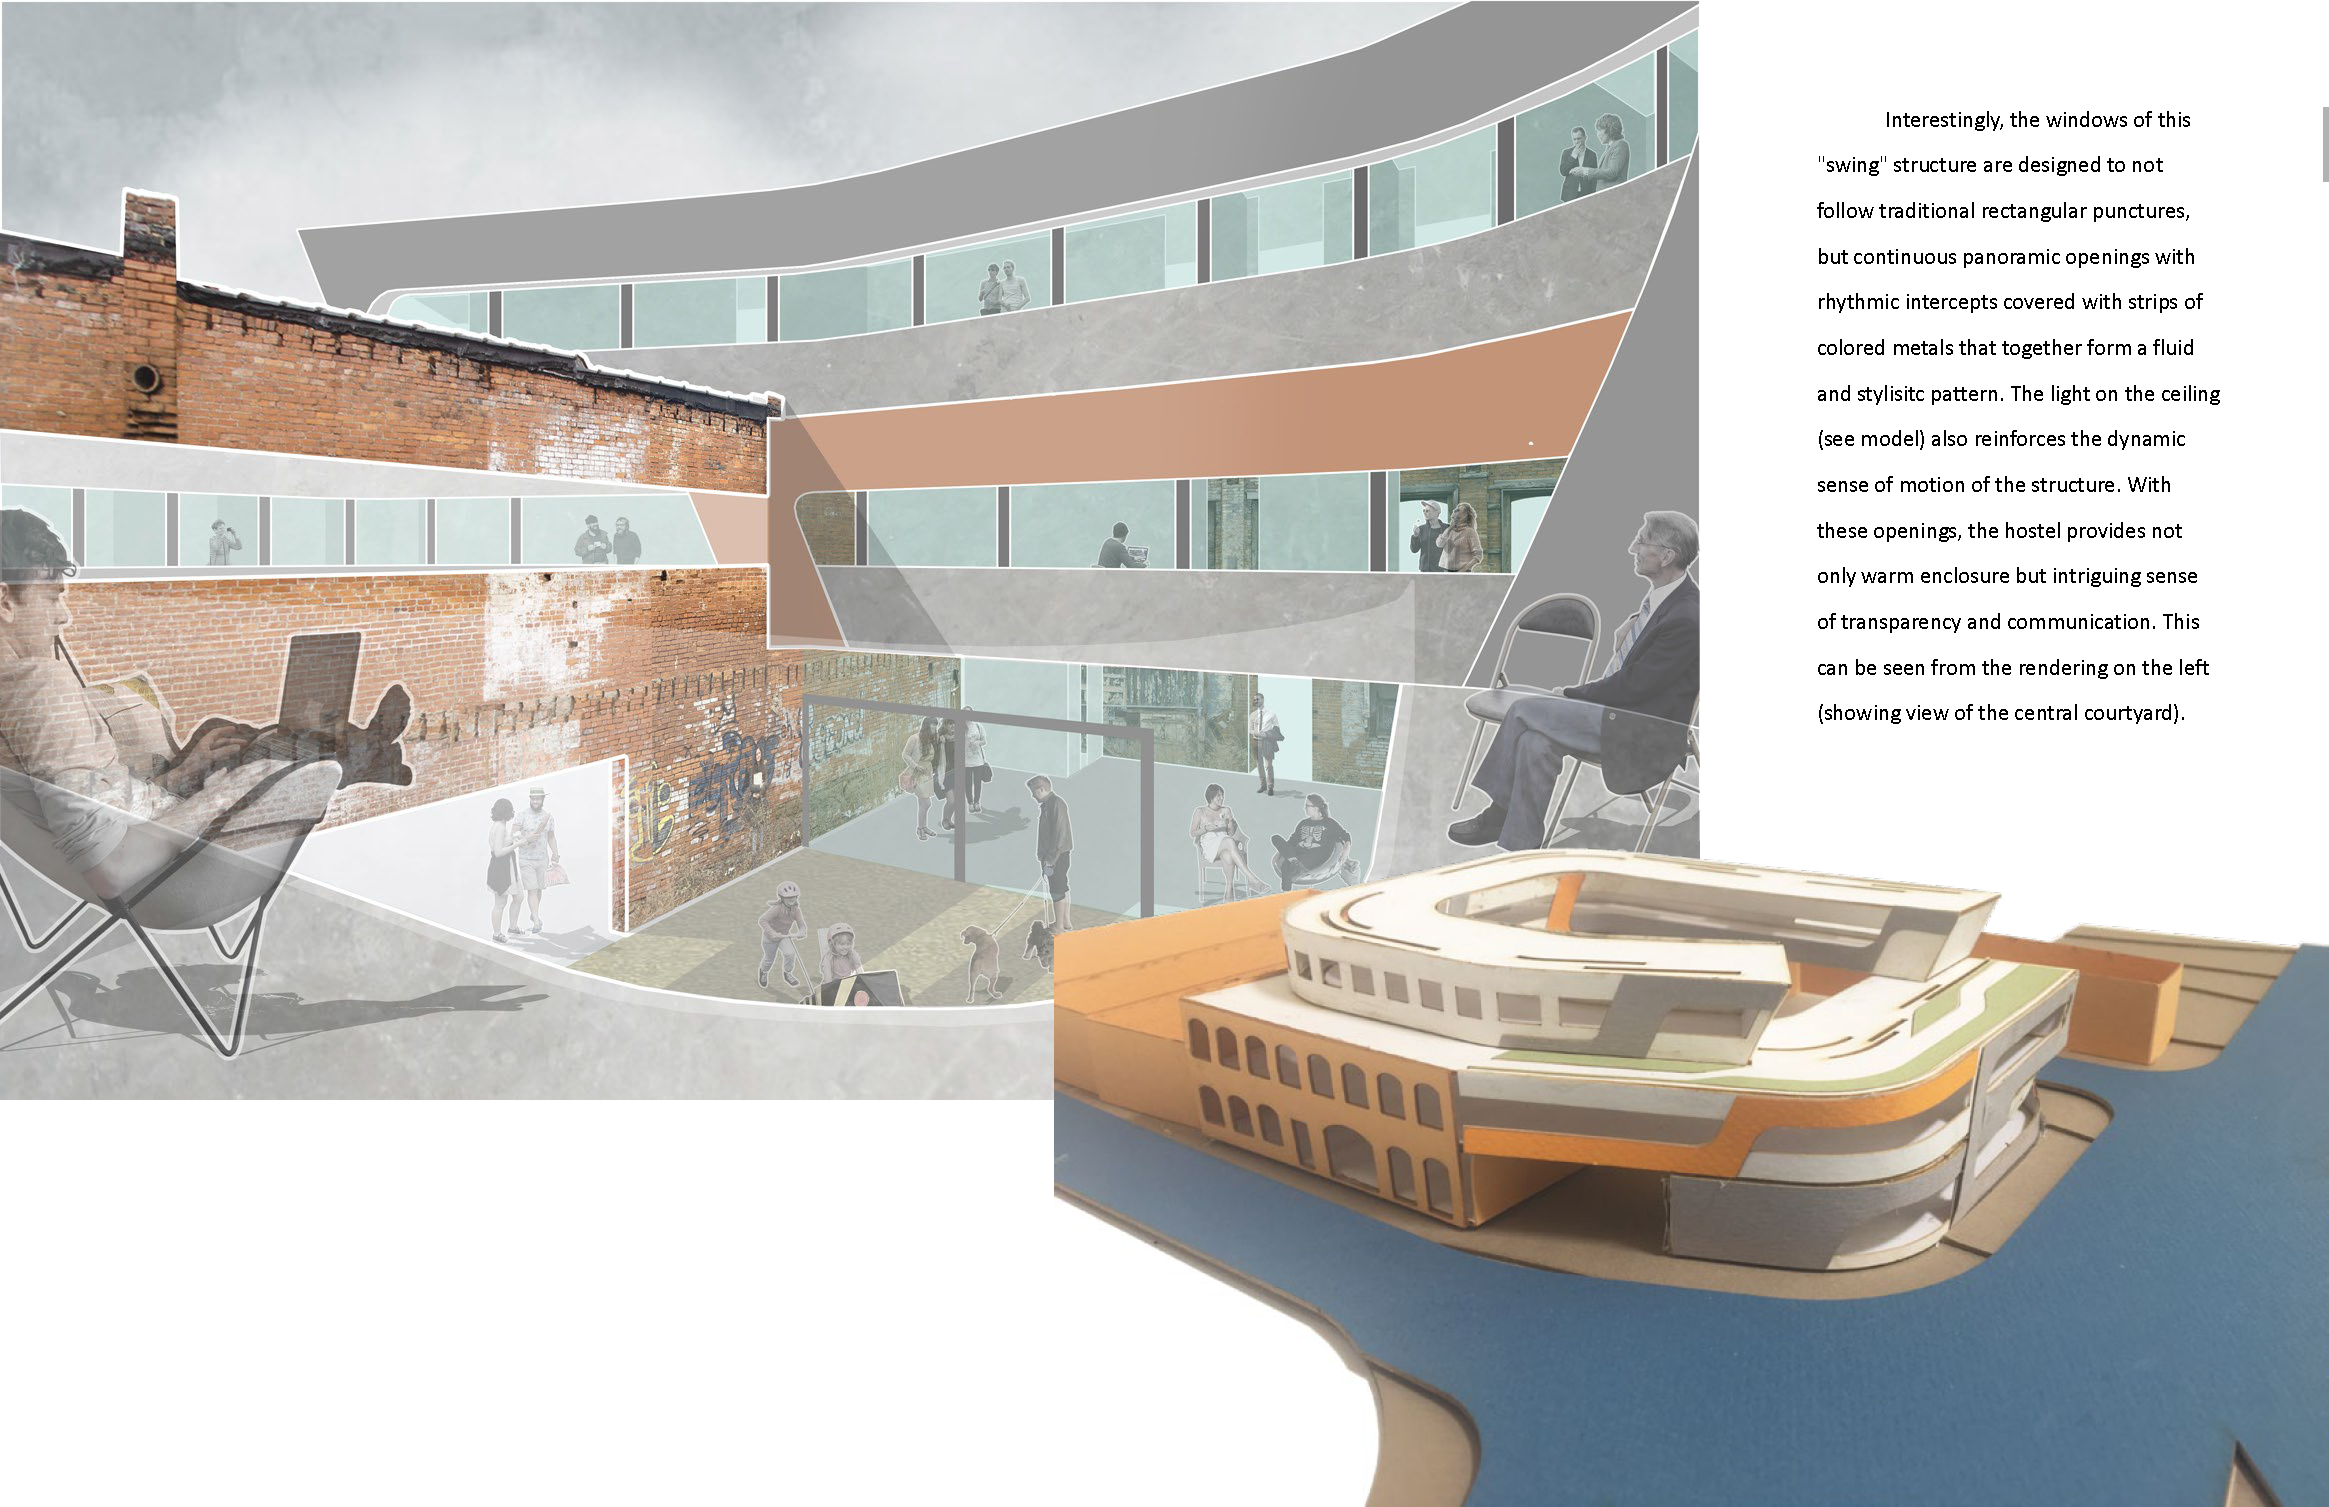 Interestingly, the windows of this
"swing" structure are designed to not
follow traditional rectangular punctures,
but continuous panoramic openings with
rhythmic intercepts covered with strips of
colored metals that together form a fluid
and stylisitc pattern. The light on the ceiling
(see model) also reinforces the dynamic
sense of motion of the structure. With
these openings, the hostel provides not
only warm enclosure but intriguing sense
of transparency and communication. This
can be seen from the rendering on the left
(showing view of the central courtyard).